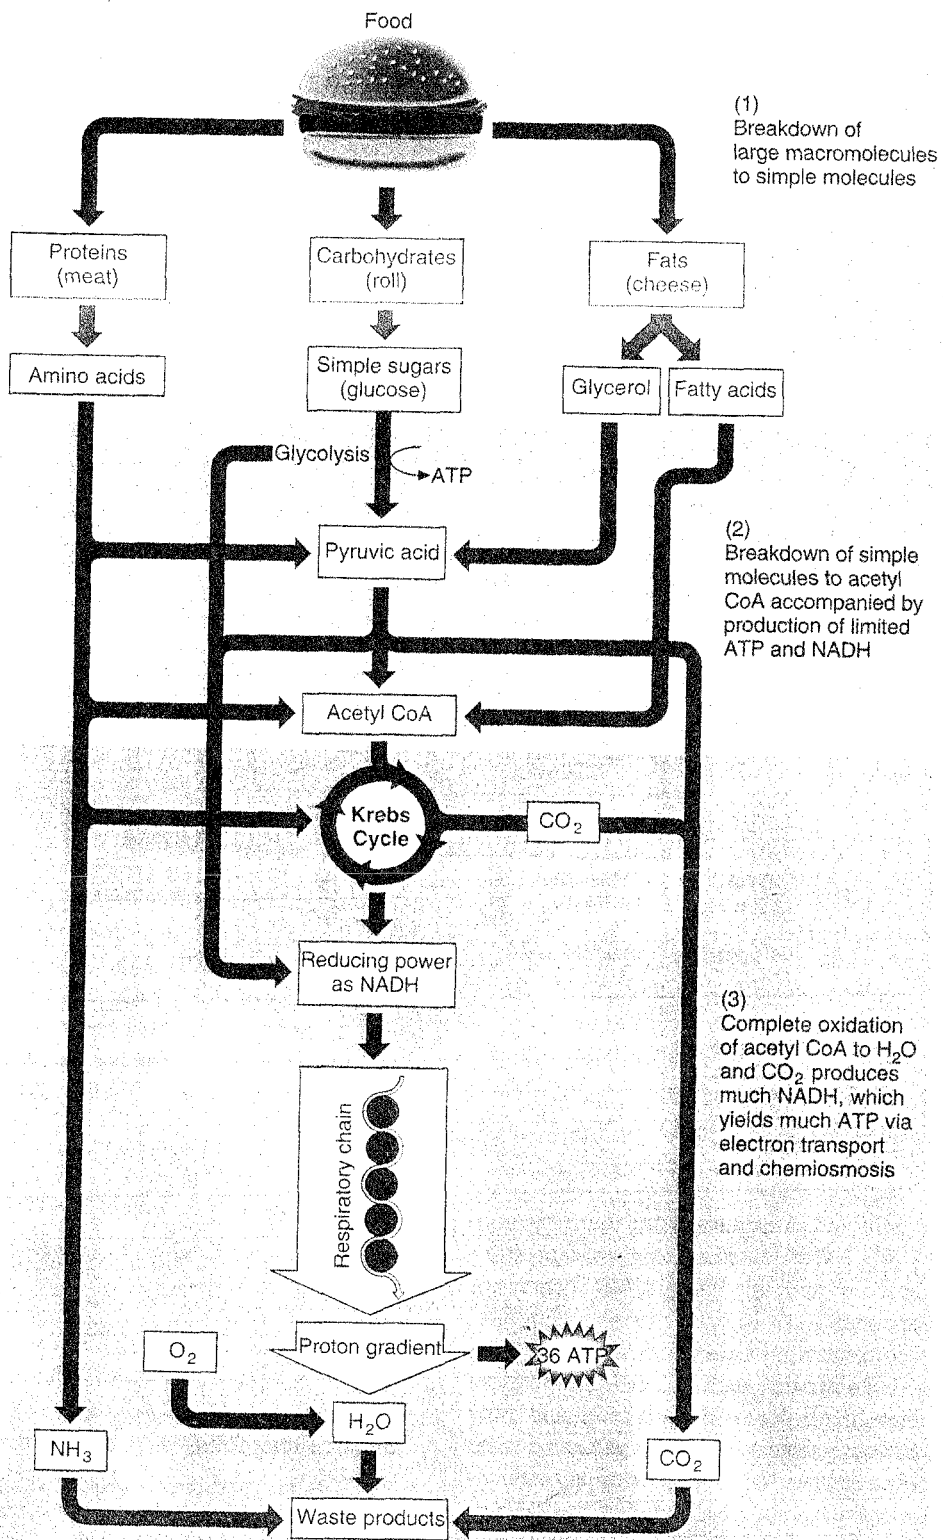 Food
(1)
Breakdown of
large macromolecules
to simple molecules
Proteins
(meat)
Carbohydrates
(roll)
Fats
(cheese)
Amino acids
Simple sugars
(glucose)
Glycerol
Fatty acids
Glycolysis
ATP
Pyruvic acid
(2)
Breakdown of simple
molecules to acetyl
CoA accompanied by
production of limited
ATP and NADH
Acetyl CoA
Krebs
Cycle
CO₂
Reducing power
as NADH
(3)
Complete oxidation
of acetyl CoA to H₂O
and CO₂ produces
much NADH, which
yields much ATP via
electron transport
and chemiosmosis
Respiratory chain
Proton gradient
36 ATP
O₂
H₂O
NH₃
CO₂
Waste products